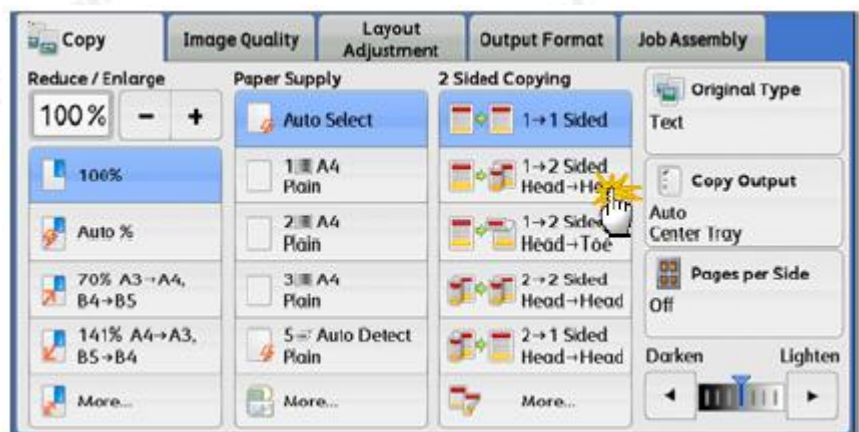 Copy
Image Quality
Layout
Adjustment
Output Format
Job Assembly
Reduce / Enlarge
100%
-
+
100%
Auto %
70% A3→A4,
B4→B5
141% A4→A3,
B5→B4
More...
Paper Supply
Auto Select
1 A4
Plain
2 A4
Plain
3 A4
Plain
5 Auto Detect
Plain
More...
2 Sided Copying
1→1 Sided
1→2 Sided
Head→He
1→2 Side
Head→Toe
2→2 Sided
Head→Head
2→1 Sided
Head→Head
More...
Original Type
Text
Copy Output
Auto
Center Tray
Pages per Side
Off
Darken Lighten